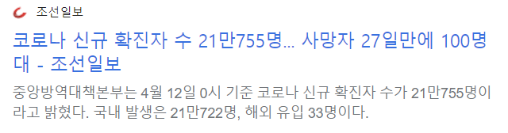 조선일보
코로나 신규 확진자 수 21만755명... 사망자 27일만에 100명
대 - 조선일보
중앙방역대책본부는 4월 12일 0시 기준 코로나 신규 확진자 수가 21만755명이
라고 밝혔다. 국내 발생은 21만722명, 해외 유입 33명이다.